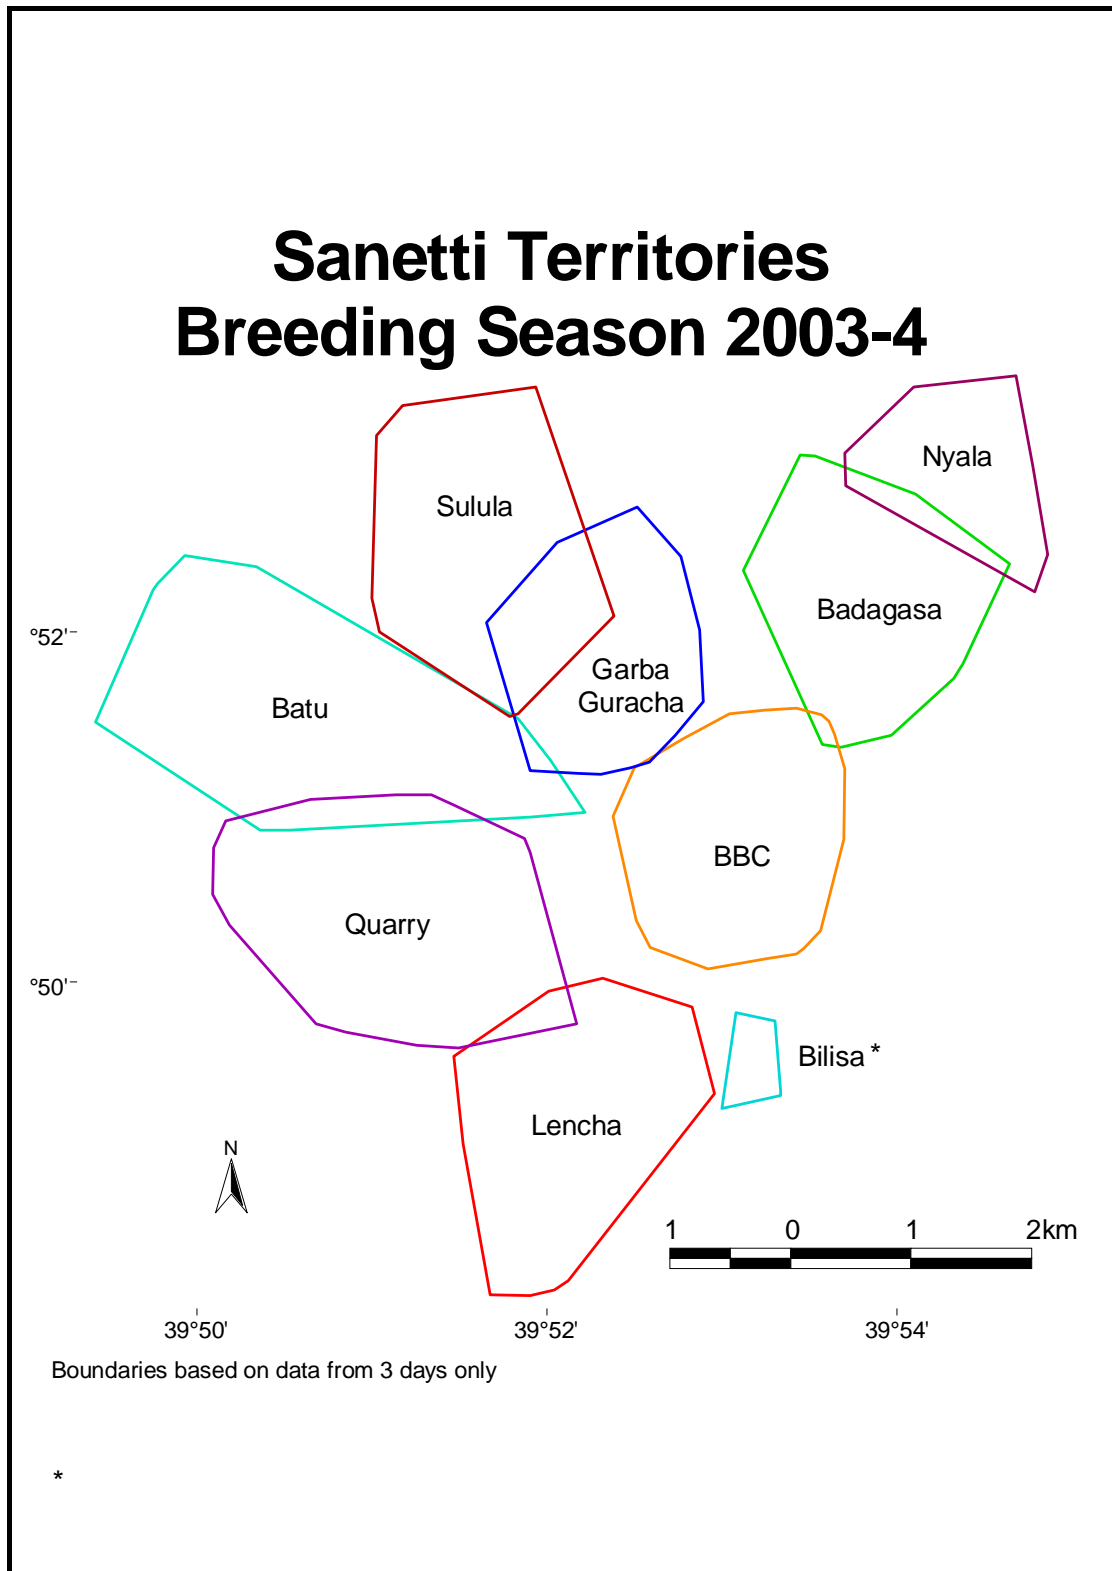 Sanetti Territories
Breeding Season 2003-4
Nyala
Sulula
Badagasa
°52'
Garba
Guracha
Batu
BBC
Quarry
°50'
Bilisa *
Lencha
N
1 0 1 2km
39°50' 39°52' 39°54'
Boundaries based on data from 3 days only
*